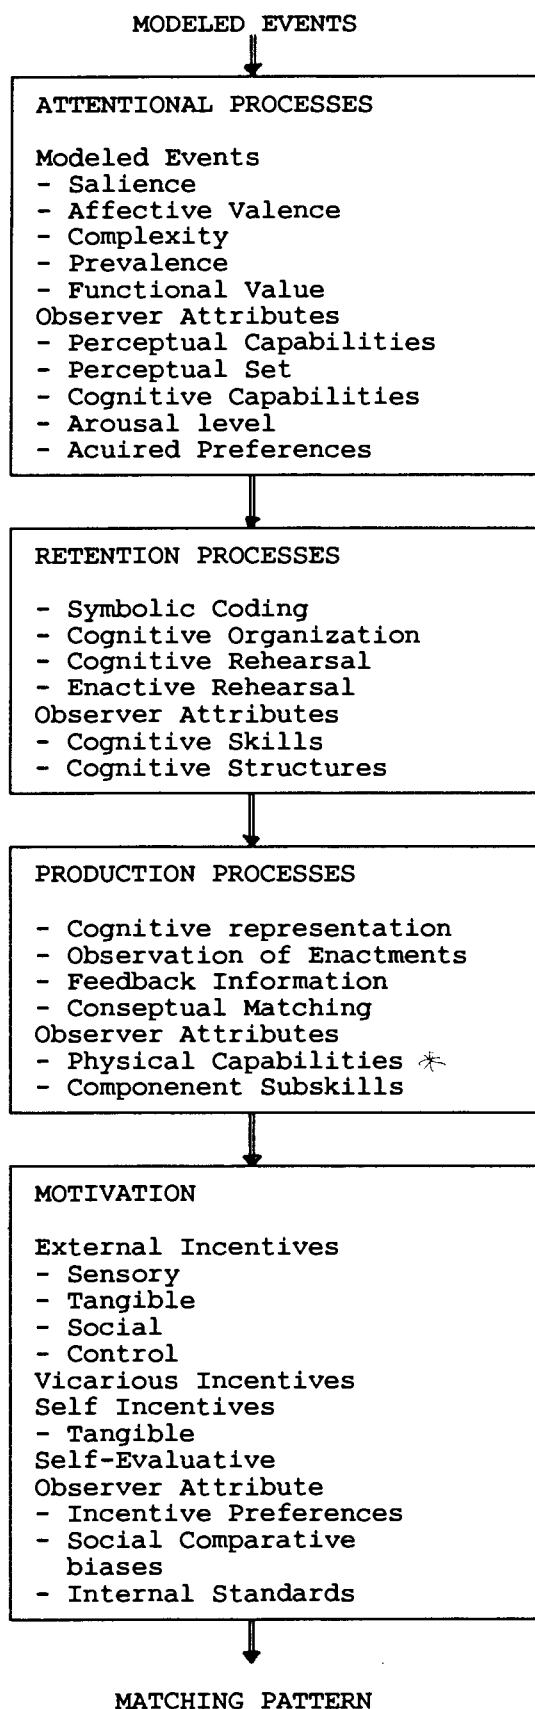 MODELED EVENTS
ATTENTIONAL PROCESSES
Modeled Events
- Salience
- Affective Valence
- Complexity
- Prevalence
- Functional Value
Observer Attributes
- Perceptual Capabilities
- Perceptual Set
- Cognitive Capabilities
- Arousal level
- Acuired Preferences
RETENTION PROCESSES
- Symbolic Coding
- Cognitive Organization
- Cognitive Rehearsal
- Enactive Rehearsal
Observer Attributes
- Cognitive Skills
- Cognitive Structures
PRODUCTION PROCESSES
- Cognitive representation
- Observation of Enactments
- Feedback Information
- Conseptual Matching
Observer Attributes
- Physical Capabilities *
- Componenent Subskills
MOTIVATION
External Incentives
- Sensory
- Tangible
- Social
- Control
Vicarious Incentives
Self Incentives
- Tangible
Self-Evaluative
Observer Attribute
- Incentive Preferences
- Social Comparative
biases
- Internal Standards
MATCHING PATTERN